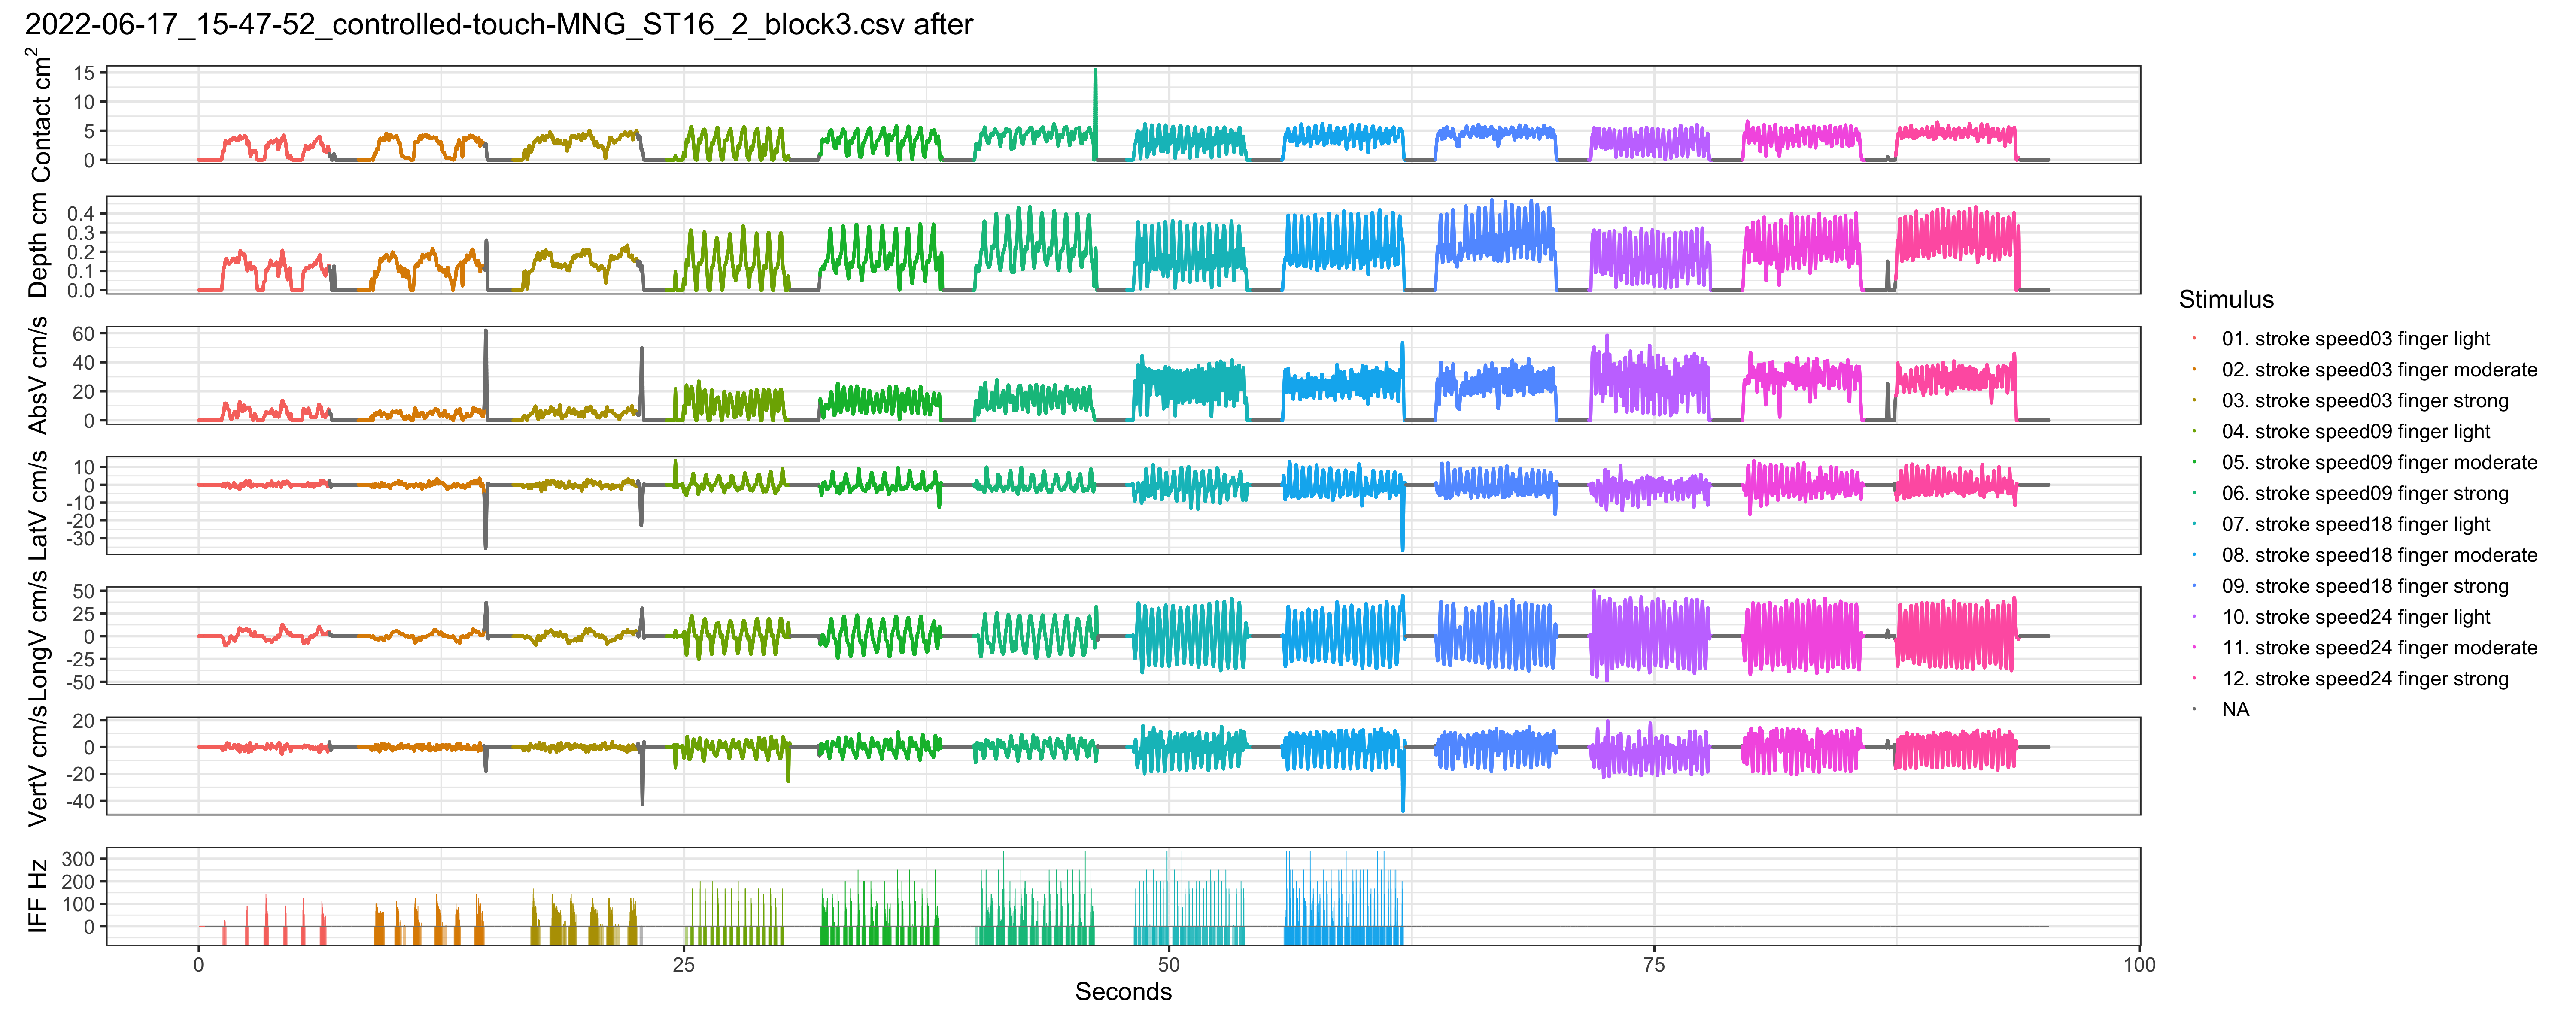 2022-06-17_15-47-52_controlled-touch-MNG_ST16_2_block3.csv after
Contact cm²
15
10
5
0
Depth cm
0.4
0.3
0.2
0.1
0.0
AbsV cm/s
60
40
20
0
LatV cm/s
10
0
-10
-20
-30
LongV cm/s
50
25
0
-25
-50
VertV cm/s
20
0
-20
-40
IFF Hz
300
200
100
0
0 25 50 75 100
Seconds
Stimulus
01. stroke speed03 finger light
02. stroke speed03 finger moderate
03. stroke speed03 finger strong
04. stroke speed09 finger light
05. stroke speed09 finger moderate
06. stroke speed09 finger strong
07. stroke speed18 finger light
08. stroke speed18 finger moderate
09. stroke speed18 finger strong
10. stroke speed24 finger light
11. stroke speed24 finger moderate
12. stroke speed24 finger strong
NA